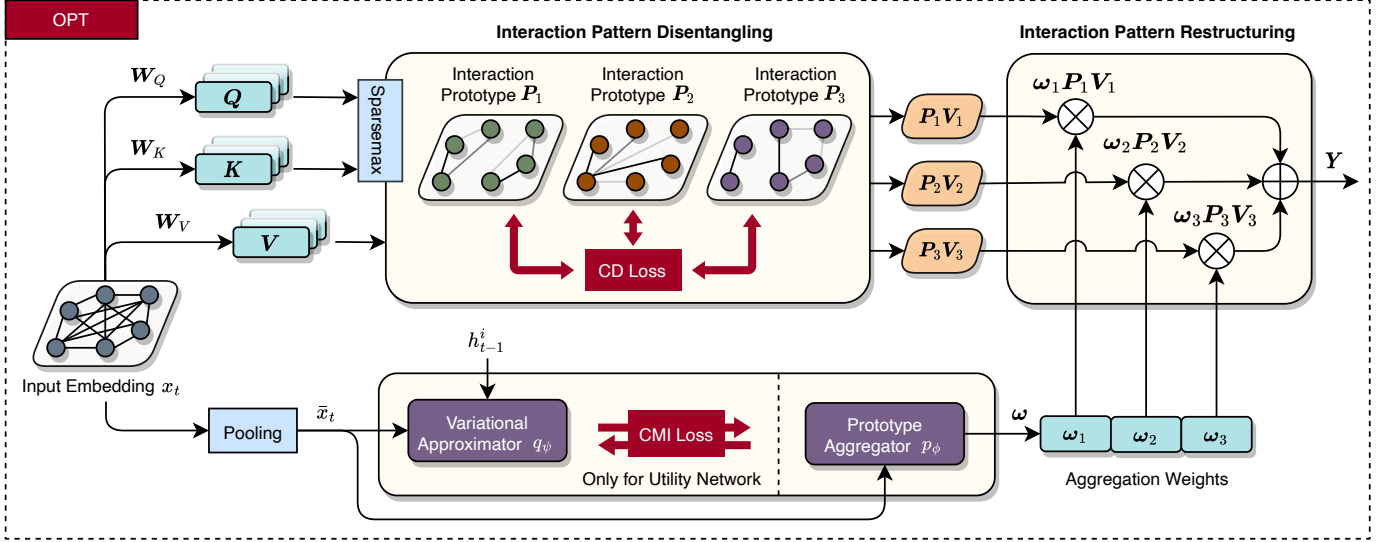 OPT
Interaction Pattern Disentangling
Interaction Pattern Restructuring
W_Q
Q
W_K
K
W_V
V
Sparsemax
Interaction
Prototype P_1
Interaction
Prototype P_2
Interaction
Prototype P_3
CD Loss
P_1V_1
P_2V_2
P_3V_3
ω_1P_1V_1
ω_2P_2V_2
ω_3P_3V_3
Y
Input Embedding x_t
h^i_{t-1}
Pooling
x̄_t
Variational
Approximator q_ψ
CMI Loss
Only for Utility Network
Prototype
Aggregator p_ϕ
ω
ω_1
ω_2
ω_3
Aggregation Weights